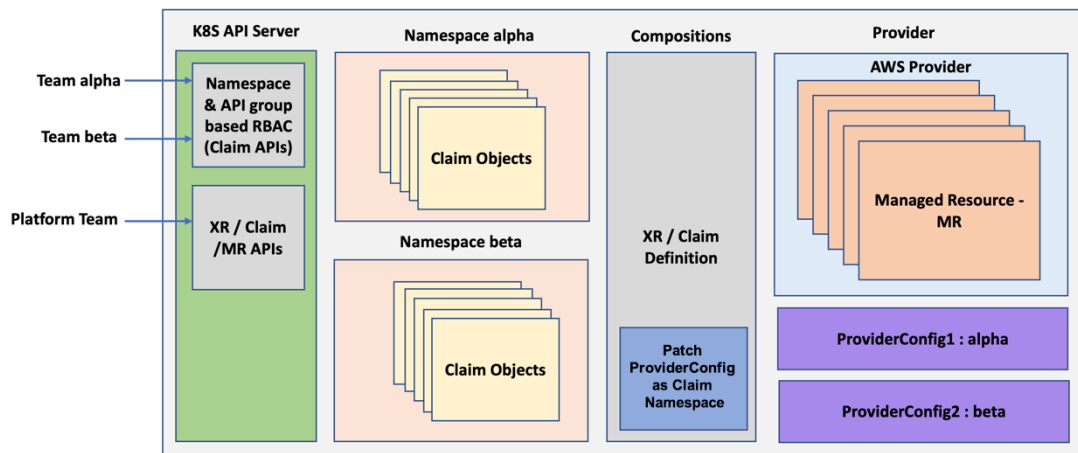 K8S API Server
Namespace alpha
Compositions
Provider
Team alpha
Team beta
Platform Team
Namespace
& API group
based RBAC
(Claim APIs)
XR / Claim
/MR APIs
Claim Objects
Namespace beta
Claim Objects
XR / Claim
Definition
Patch
ProviderConfig
as Claim
Namespace
AWS Provider
Managed Resource -
MR
ProviderConfig1 : alpha
ProviderConfig2 : beta